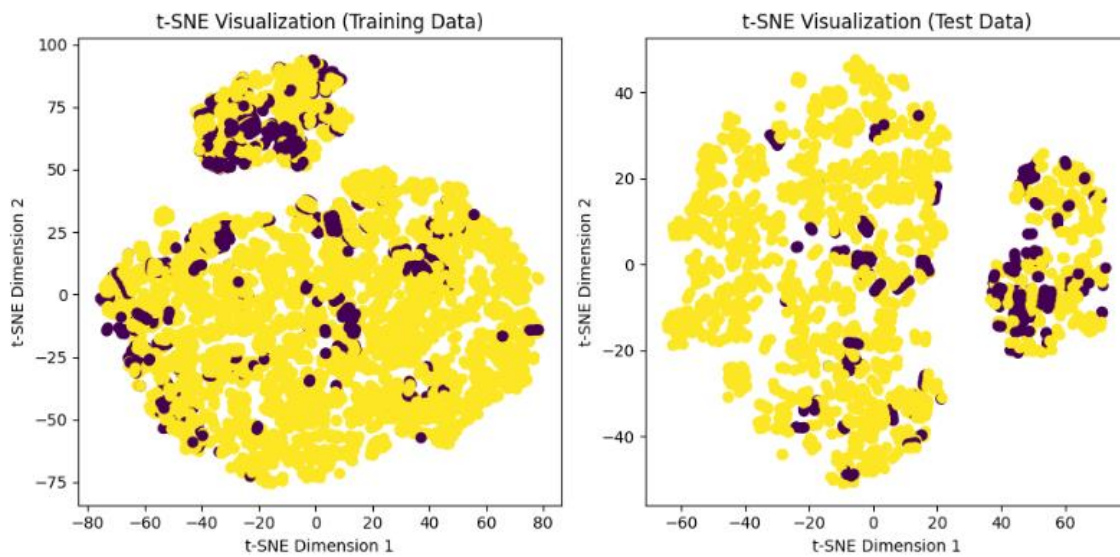 t-SNE Visualization (Training Data)
100
75
50
25
0
−25
−50
−75
t-SNE Dimension 2
−80 −60 −40 −20 0 20 40 60 80
t-SNE Dimension 1
t-SNE Visualization (Test Data)
40
20
0
−20
−40
t-SNE Dimension 2
−60 −40 −20 0 20 40 60
t-SNE Dimension 1